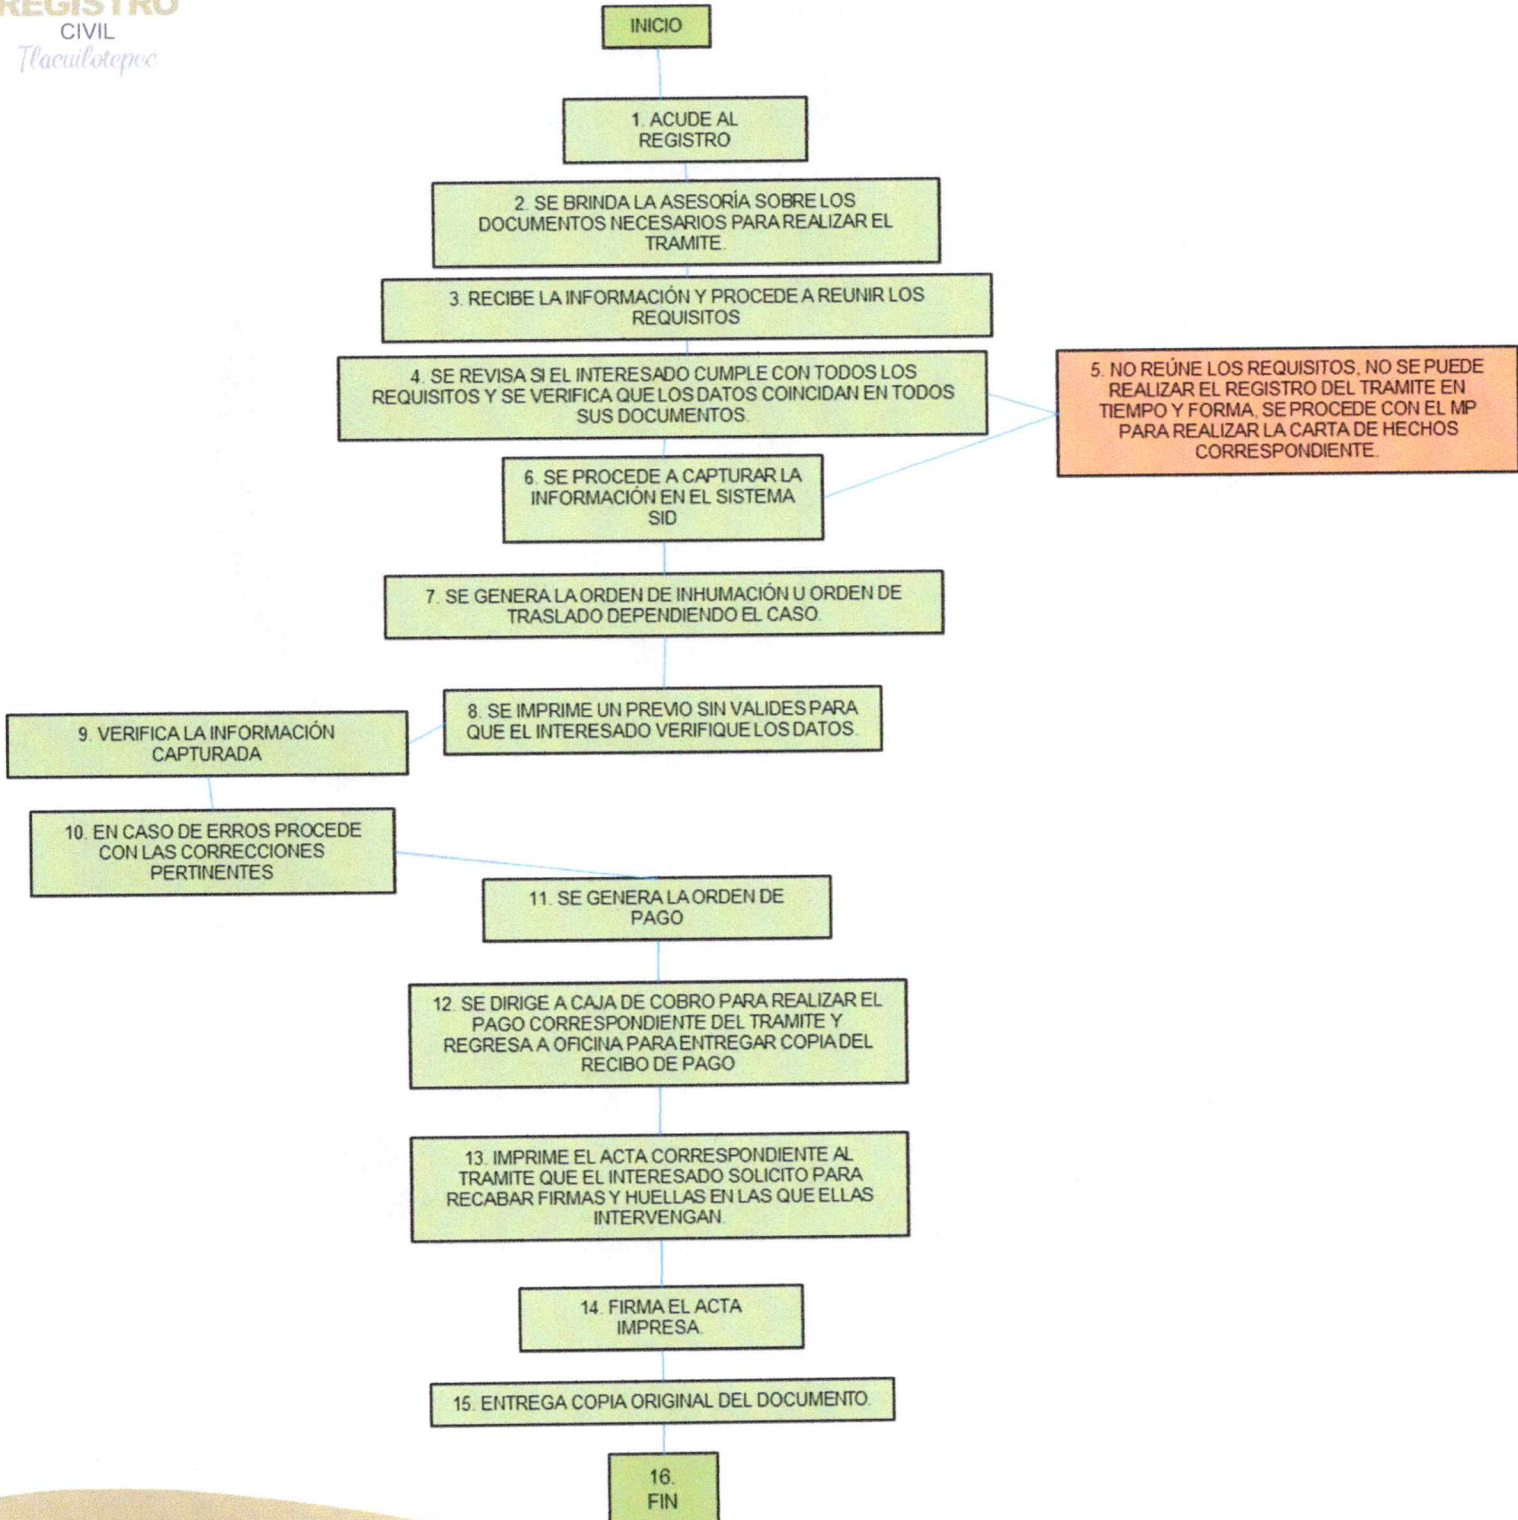 REGISTRO
CIVIL
Tlacuilotepec
INICIO
1. ACUDE AL
REGISTRO
2. SE BRINDA LA ASESORÍA SOBRE LOS
DOCUMENTOS NECESARIOS PARA REALIZAR EL
TRAMITE.
3. RECIBE LA INFORMACIÓN Y PROCEDE A REUNIR LOS
REQUISITOS
4. SE REVISA SI EL INTERESADO CUMPLE CON TODOS LOS
REQUISITOS Y SE VERIFICA QUE LOS DATOS COINCIDAN EN TODOS
SUS DOCUMENTOS.
5. NO REÚNE LOS REQUISITOS, NO SE PUEDE
REALIZAR EL REGISTRO DEL TRAMITE EN
TIEMPO Y FORMA, SE PROCEDE CON EL MP
PARA REALIZAR LA CARTA DE HECHOS
CORRESPONDIENTE.
6. SE PROCEDE A CAPTURAR LA
INFORMACIÓN EN EL SISTEMA
SID
7. SE GENERA LA ORDEN DE INHUMACIÓN U ORDEN DE
TRASLADO DEPENDIENDO EL CASO.
8. SE IMPRIME UN PREVIO SIN VALIDES PARA
QUE EL INTERESADO VERIFIQUE LOS DATOS.
9. VERIFICA LA INFORMACIÓN
CAPTURADA
10. EN CASO DE ERROS PROCEDE
CON LAS CORRECCIONES
PERTINENTES
11. SE GENERA LA ORDEN DE
PAGO
12. SE DIRIGE A CAJA DE COBRO PARA REALIZAR EL
PAGO CORRESPONDIENTE DEL TRAMITE Y
REGRESA A OFICINA PARA ENTREGAR COPIA DEL
RECIBO DE PAGO
13. IMPRIME EL ACTA CORRESPONDIENTE AL
TRAMITE QUE EL INTERESADO SOLICITO PARA
RECABAR FIRMAS Y HUELLAS EN LAS QUE ELLAS
INTERVENGAN.
14. FIRMA EL ACTA
IMPRESA.
15. ENTREGA COPIA ORIGINAL DEL DOCUMENTO.
16.
FIN